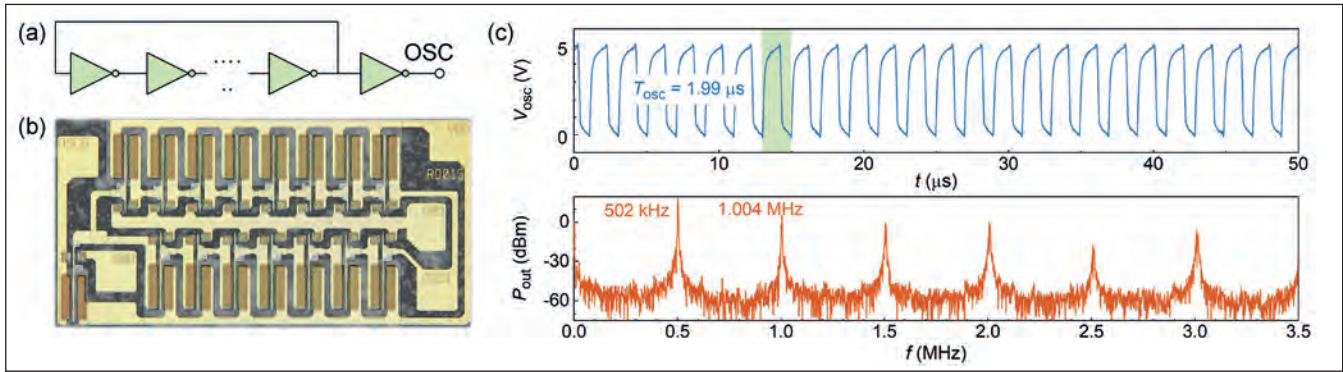 (a)
OSC
(b)
RO015
(c)
V_osc (V)
5
0
T_osc = 1.99 μs
0 10 20 30 40 50
t (μs)
P_out (dBm)
0
-30
-60
502 kHz 1.004 MHz
0.0 0.5 1.0 1.5 2.0 2.5 3.0 3.5
f (MHz)